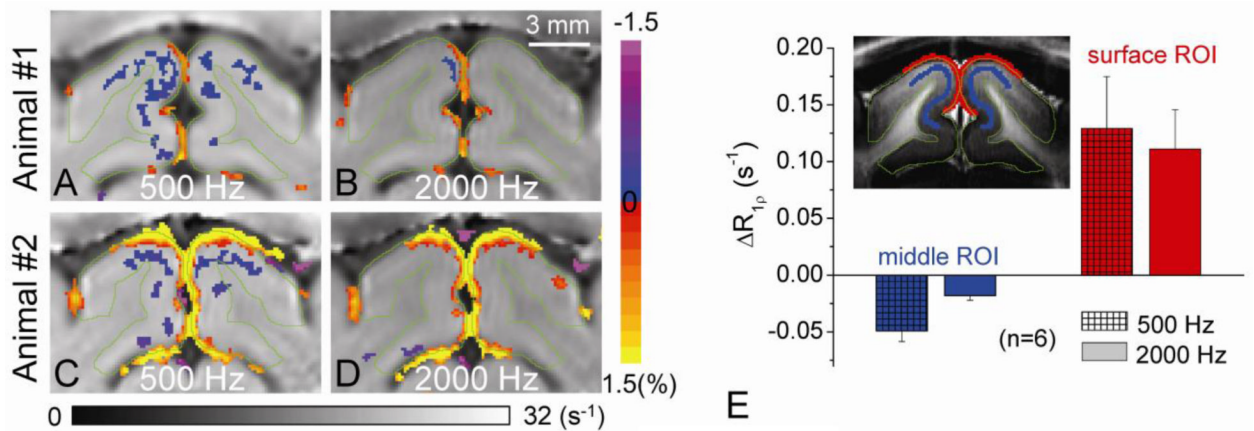 Animal #1
A
500 Hz
B
2000 Hz
3 mm
-1.5
0
1.5(%)
Animal #2
C
500 Hz
D
2000 Hz
0
32 (s⁻¹)
E
ΔR₁ρ (s⁻¹)
0.20
0.15
0.10
0.05
0.00
-0.05
surface ROI
middle ROI
(n=6)
500 Hz
2000 Hz